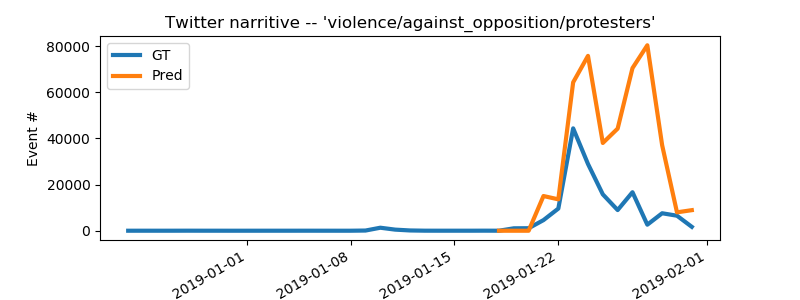 Twitter narritive -- 'violence/against_opposition/protesters'
GT
Pred
Event #
80000
60000
40000
20000
0
2019-01-01
2019-01-08
2019-01-15
2019-01-22
2019-02-01